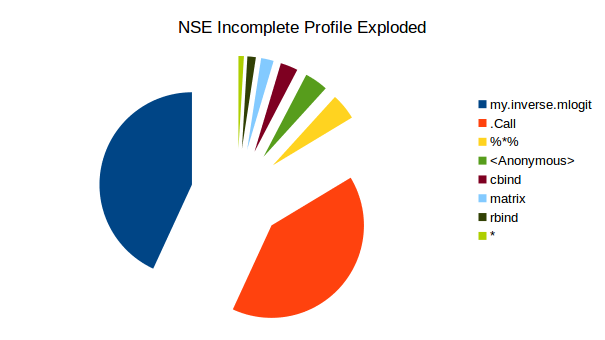 NSE Incomplete Profile Exploded
my.inverse.mlogit
.Call
%*%
<Anonymous>
cbind
matrix
rbind
*